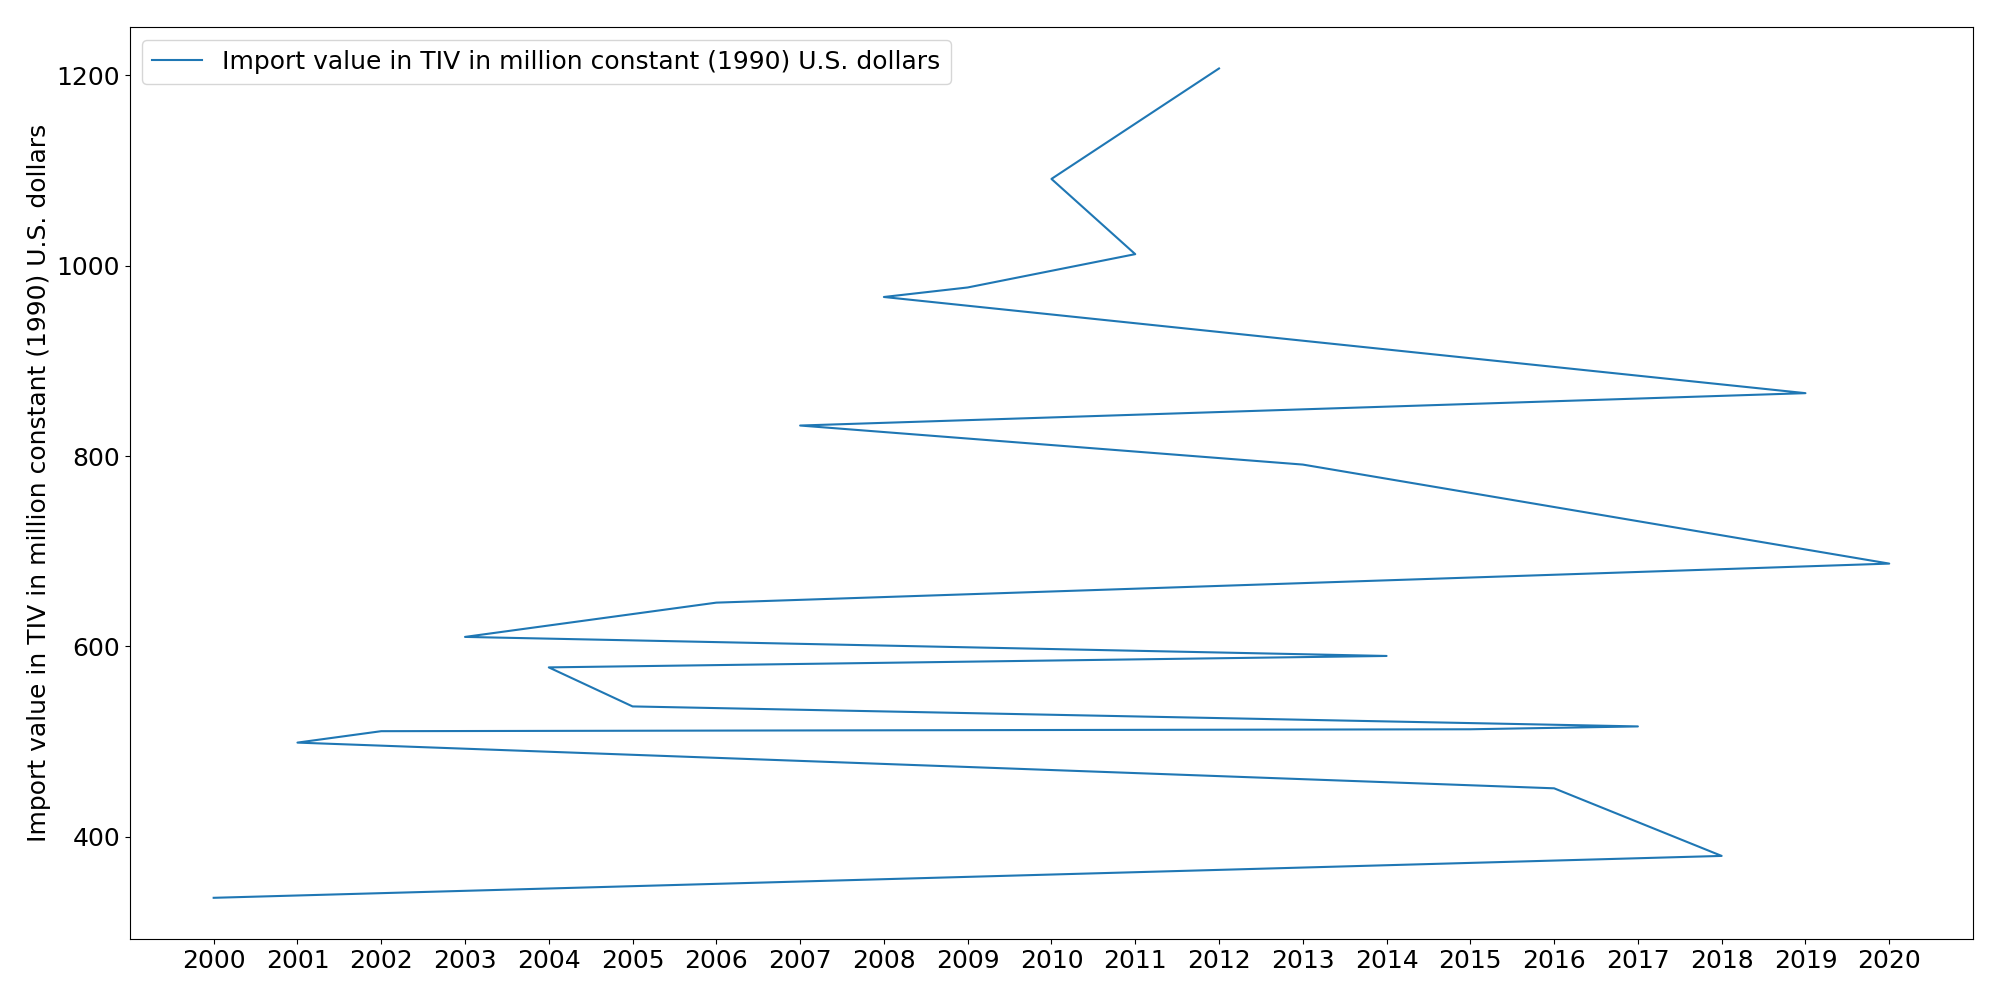 Import value in TIV in million constant (1990) U.S. dollars
Import value in TIV in million constant (1990) U.S. dollars
1200
1000
800
600
400
2000 2001 2002 2003 2004 2005 2006 2007 2008 2009 2010 2011 2012 2013 2014 2015 2016 2017 2018 2019 2020